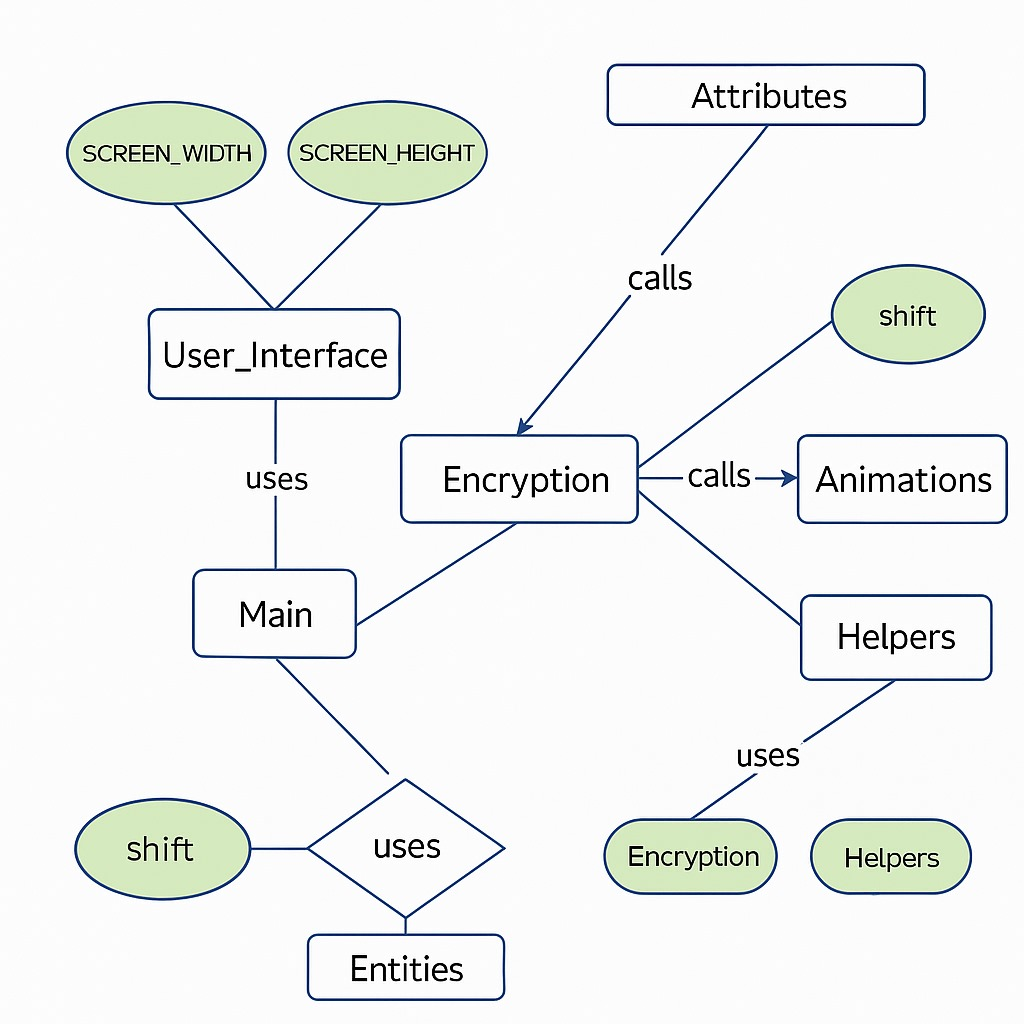 Attributes
SCREEN_WIDTH
SCREEN_HEIGHT
calls
shift
User_Interface
uses
Encryption
calls
Animations
Main
Helpers
uses
shift
uses
Encryption
Helpers
Entities